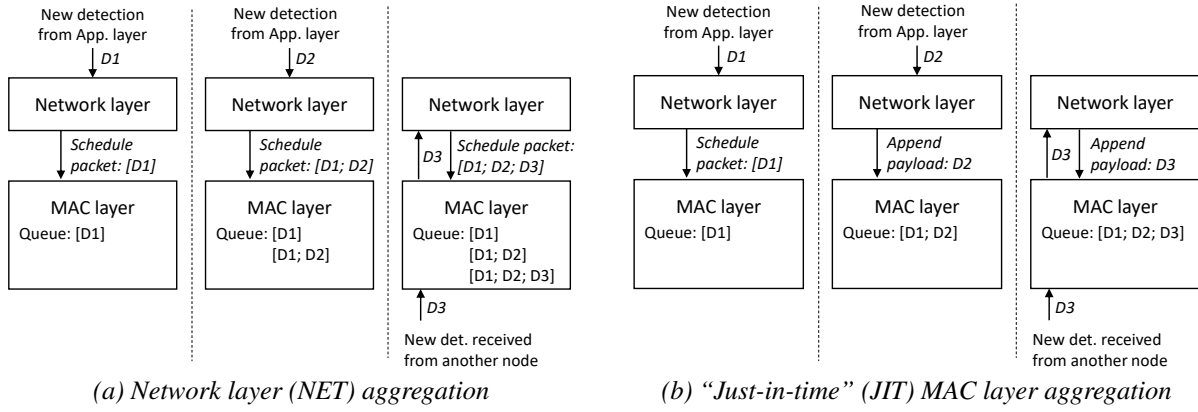 New detection
from App. layer
D1
Network layer
Schedule
packet: [D1]
MAC layer
Queue: [D1]
New detection
from App. layer
D2
Network layer
Schedule
packet: [D1; D2]
MAC layer
Queue: [D1]
[D1; D2]
Network layer
D3
Schedule packet:
[D1; D2; D3]
MAC layer
Queue: [D1]
[D1; D2]
[D1; D2; D3]
D3
New det. received
from another node
(a) Network layer (NET) aggregation
New detection
from App. layer
D1
Network layer
Schedule
packet: [D1]
MAC layer
Queue: [D1]
New detection
from App. layer
D2
Network layer
Append
payload: D2
MAC layer
Queue: [D1; D2]
Network layer
D3
Append
payload: D3
MAC layer
Queue: [D1; D2; D3]
D3
New det. received
from another node
(b) “Just-in-time” (JIT) MAC layer aggregation